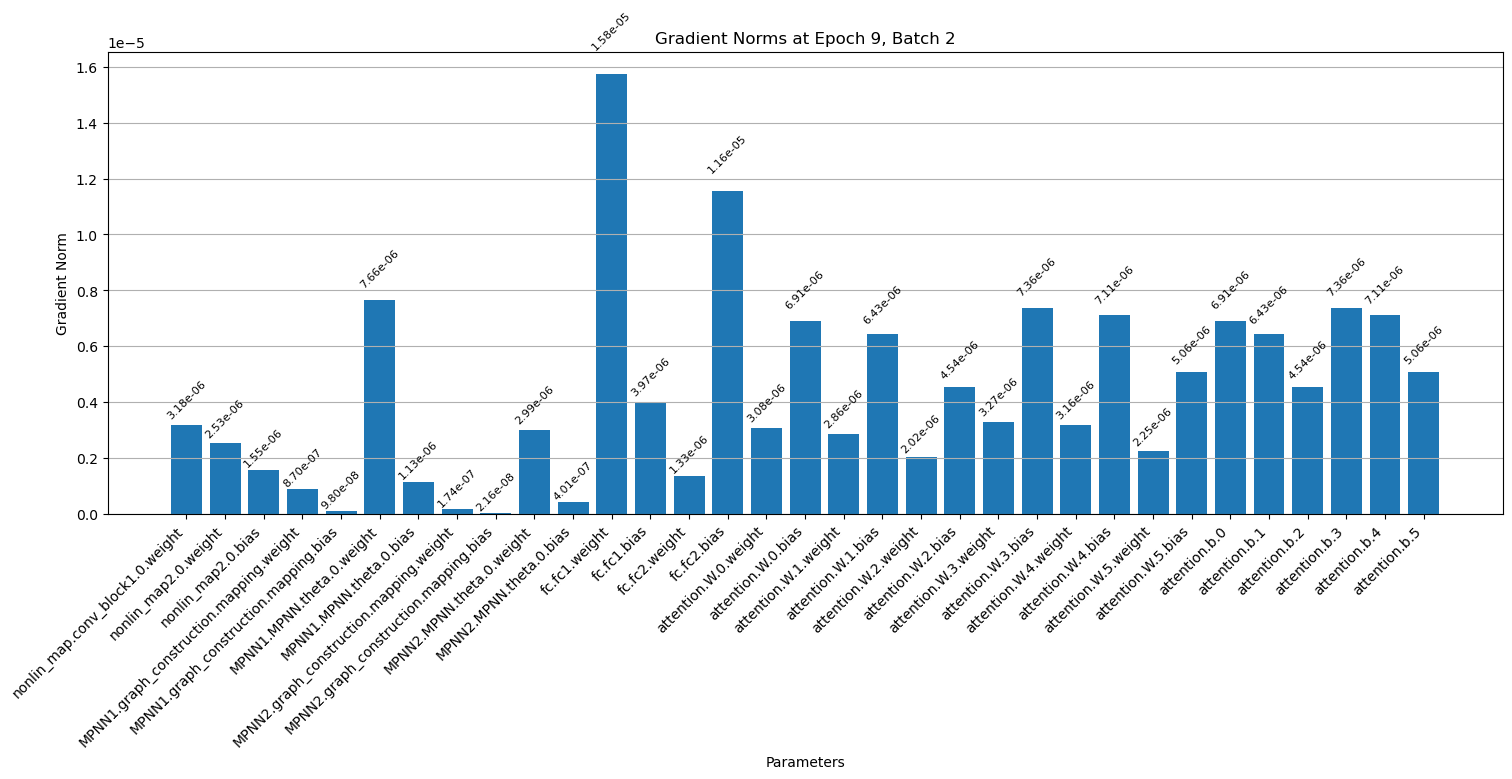 Gradient Norms at Epoch 9, Batch 2
1e−5
1.6
1.4
1.2
1.0
0.8
0.6
0.4
0.2
0.0
Gradient Norm
3.18e-06
2.53e-06
1.55e-06
8.70e-07
9.80e-08
7.66e-06
1.13e-06
1.74e-07
2.16e-08
2.99e-06
4.01e-07
1.58e-05
3.97e-06
1.33e-06
1.16e-05
3.08e-06
6.91e-06
2.86e-06
6.43e-06
2.02e-06
4.54e-06
3.27e-06
7.36e-06
3.16e-06
7.11e-06
2.25e-06
5.06e-06
6.91e-06
6.43e-06
4.54e-06
7.36e-06
7.11e-06
5.06e-06
nonlin_map.conv_block1.0.weight
nonlin_map2.0.weight
nonlin_map2.0.bias
MPNN1.graph_construction.mapping.weight
MPNN1.graph_construction.mapping.bias
MPNN1.MPNN.theta.0.weight
MPNN1.MPNN.theta.0.bias
MPNN2.graph_construction.mapping.weight
MPNN2.graph_construction.mapping.bias
MPNN2.MPNN.theta.0.weight
MPNN2.MPNN.theta.0.bias
fc.fc1.weight
fc.fc1.bias
fc.fc2.weight
fc.fc2.bias
attention.W.0.weight
attention.W.0.bias
attention.W.1.weight
attention.W.1.bias
attention.W.2.weight
attention.W.2.bias
attention.W.3.weight
attention.W.3.bias
attention.W.4.weight
attention.W.4.bias
attention.W.5.weight
attention.W.5.bias
attention.b.0
attention.b.1
attention.b.2
attention.b.3
attention.b.4
attention.b.5
Parameters